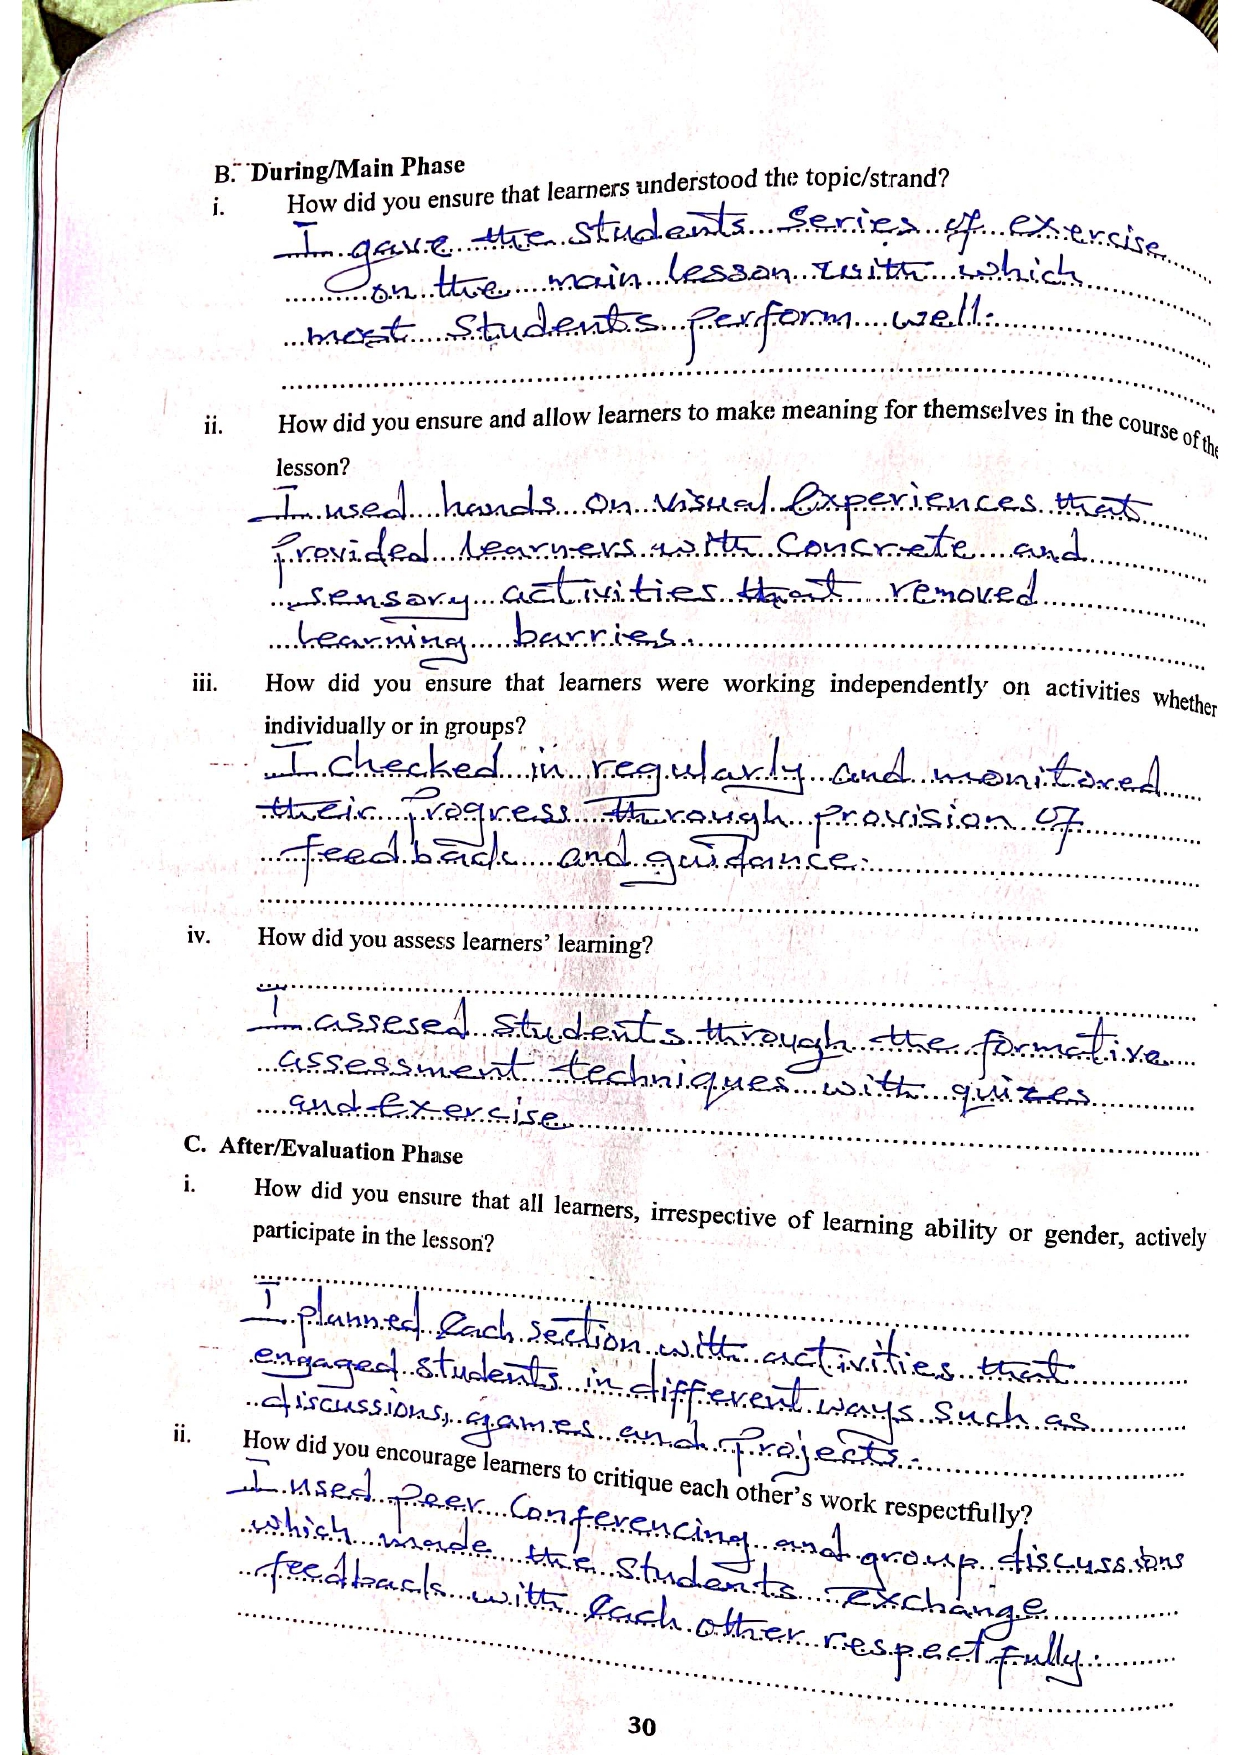 B. During/Main Phase
i. How did you ensure that learners understood the topic/strand?
I gave the students series of exercise
on the main lesson with which
most students perform well.
ii. How did you ensure and allow learners to make meaning for themselves in the course of the
lesson?
I used hands on visual experiences that
provided learners with concrete and
sensory activities that removed
learning barries.
iii. How did you ensure that learners were working independently on activities whether
individually or in groups?
I checked in regularly and monitored
their progress through provision of
feedback and guidance.
iv. How did you assess learners' learning?
I assesed students through the formative
assessment techniques with quizes
and exercise
C. After/Evaluation Phase
i. How did you ensure that all learners, irrespective of learning ability or gender, actively
participate in the lesson?
I planned each section with activities that
engaged students in different ways such as
discussions, games and projects.
ii. How did you encourage learners to critique each other's work respectfully?
I used peer conferencing and group discussions
which made the students exchange
feedback with each other respectfully.
30